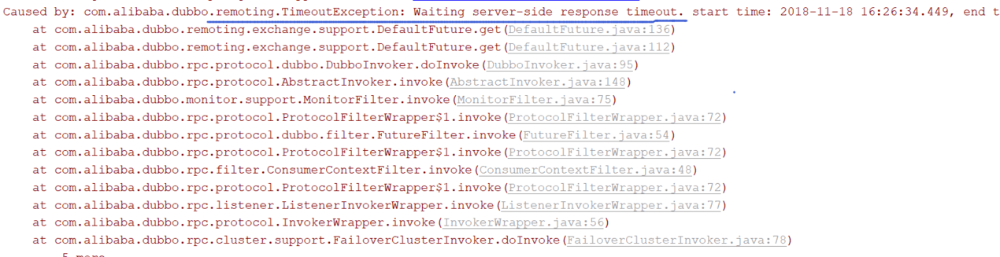 Caused by: com.alibaba.dubbo.remoting.TimeoutException: Waiting server-side response timeout. start time: 2018-11-18 16:26:34.449, end t
at com.alibaba.dubbo.remoting.exchange.support.DefaultFuture.get(DefaultFuture.java:136)
at com.alibaba.dubbo.remoting.exchange.support.DefaultFuture.get(DefaultFuture.java:112)
at com.alibaba.dubbo.rpc.protocol.dubbo.DubboInvoker.doInvoke(DubboInvoker.java:95)
at com.alibaba.dubbo.rpc.protocol.AbstractInvoker.invoke(AbstractInvoker.java:148)
at com.alibaba.dubbo.monitor.support.MonitorFilter.invoke(MonitorFilter.java:75)
at com.alibaba.dubbo.rpc.protocol.ProtocolFilterWrapper$1.invoke(ProtocolFilterWrapper.java:72)
at com.alibaba.dubbo.rpc.protocol.dubbo.filter.FutureFilter.invoke(FutureFilter.java:54)
at com.alibaba.dubbo.rpc.protocol.ProtocolFilterWrapper$1.invoke(ProtocolFilterWrapper.java:72)
at com.alibaba.dubbo.rpc.filter.ConsumerContextFilter.invoke(ConsumerContextFilter.java:48)
at com.alibaba.dubbo.rpc.protocol.ProtocolFilterWrapper$1.invoke(ProtocolFilterWrapper.java:72)
at com.alibaba.dubbo.rpc.listener.ListenerInvokerWrapper.invoke(ListenerInvokerWrapper.java:77)
at com.alibaba.dubbo.rpc.protocol.InvokerWrapper.invoke(InvokerWrapper.java:56)
at com.alibaba.dubbo.rpc.cluster.support.FailoverClusterInvoker.doInvoke(FailoverClusterInvoker.java:78)
... 5 more